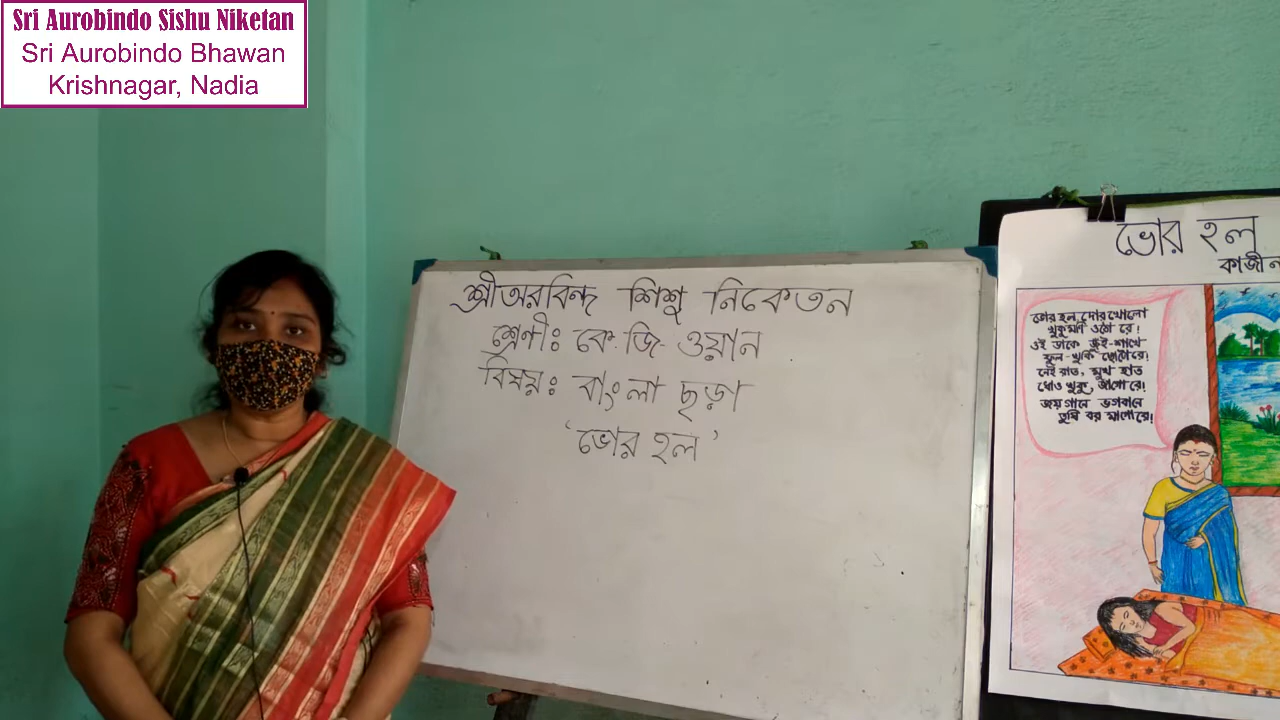 Sri Aurobindo Sishu Niketan
Sri Aurobindo Bhawan
Krishnagar, Nadia
শ্রীঅরবিন্দ শিশু নিকেতন
শ্রেণীঃ কে. জি. ওয়ান
বিষয়ঃ বাংলা ছড়া
'ভোর হল'
ভোর হল
কাজী
ভোর হল দোর খোলো
খুকুমণি ওঠো রে!
ওই ডাকে জুঁই-শাখে
ফুল-খুকি ছোটো রে!
নেই রাত, মুখ হাত
ধোও খুকু, জাগো রে!
জয়গানে ভগবানে
তুষি বর মাগো রে!